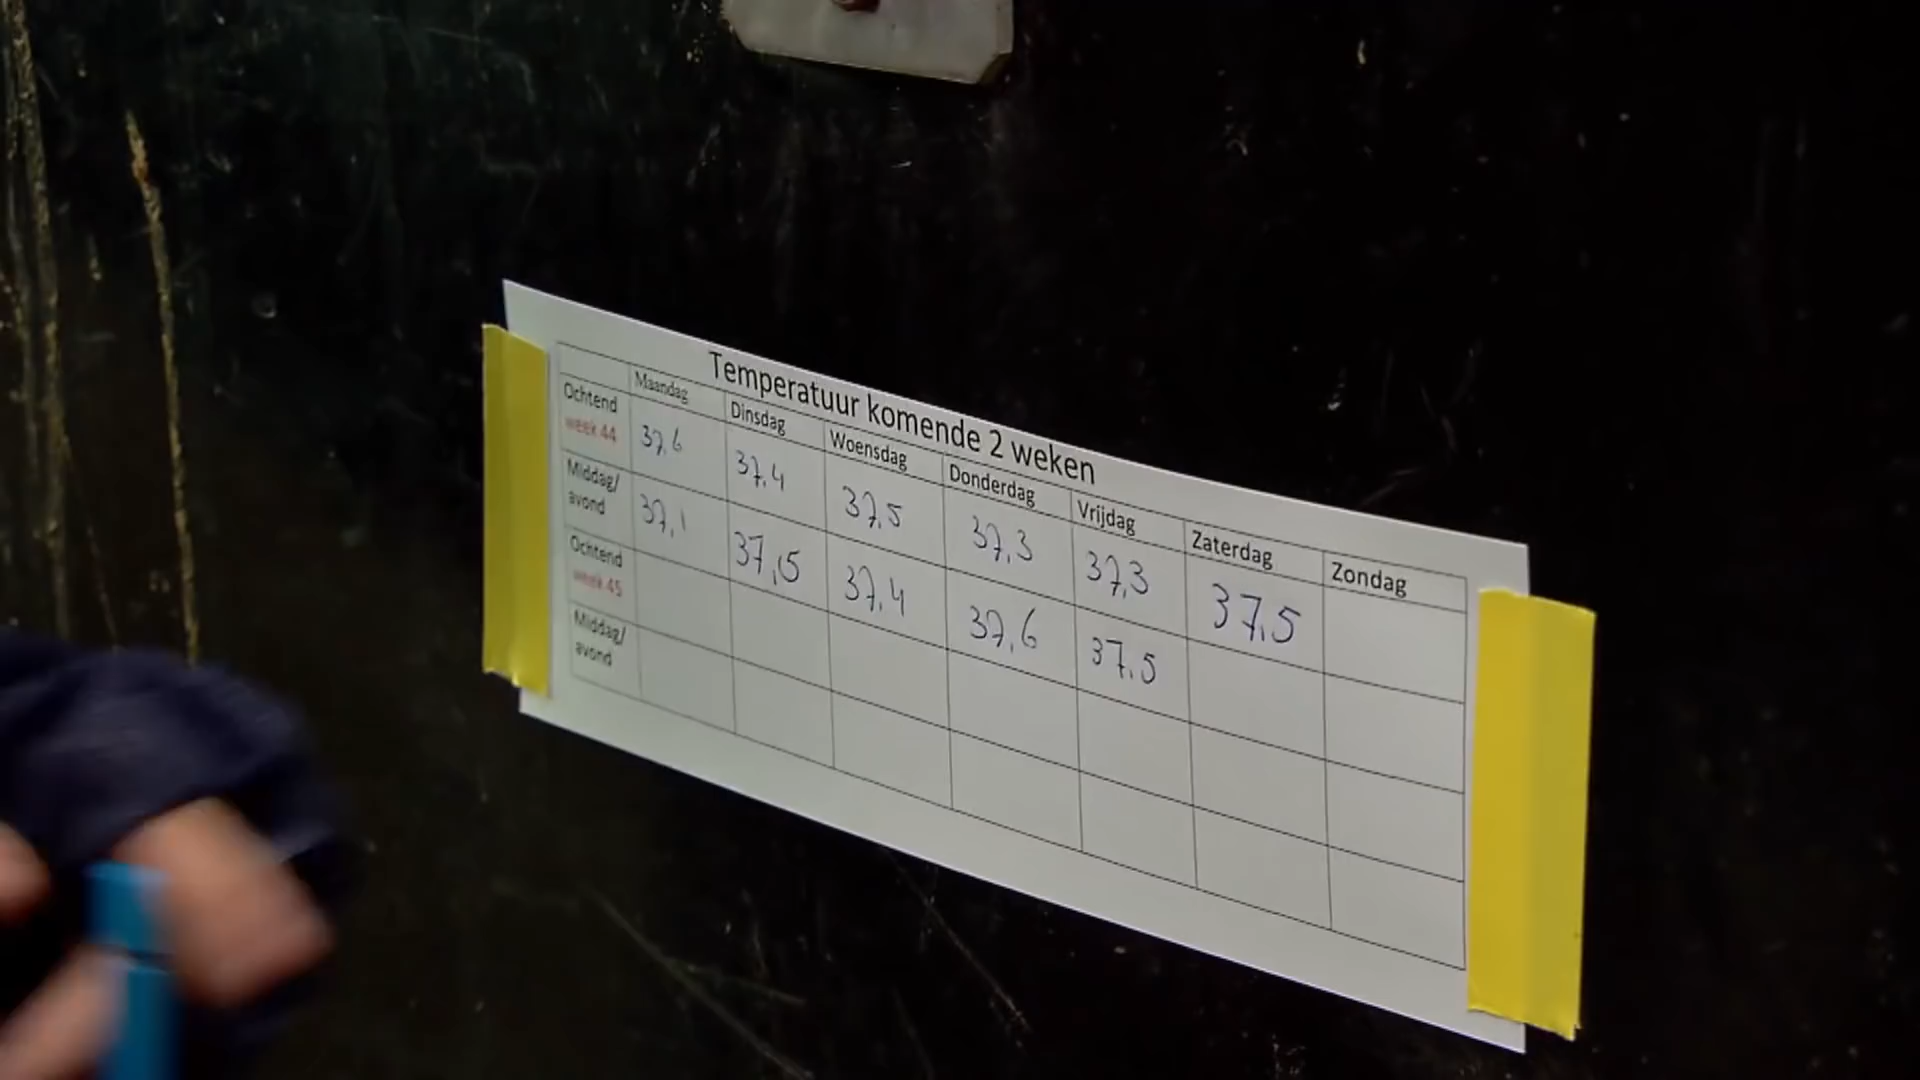 Temperatuur komende 2 weken
Maandag Dinsdag Woensdag Donderdag Vrijdag Zaterdag Zondag
Ochtend week 44 37,6 37,4 37,5 37,3 37,3 37,5
Middag/ avond 37,1 37,5 37,4 37,6 37,5
Ochtend week 45
Middag/ avond